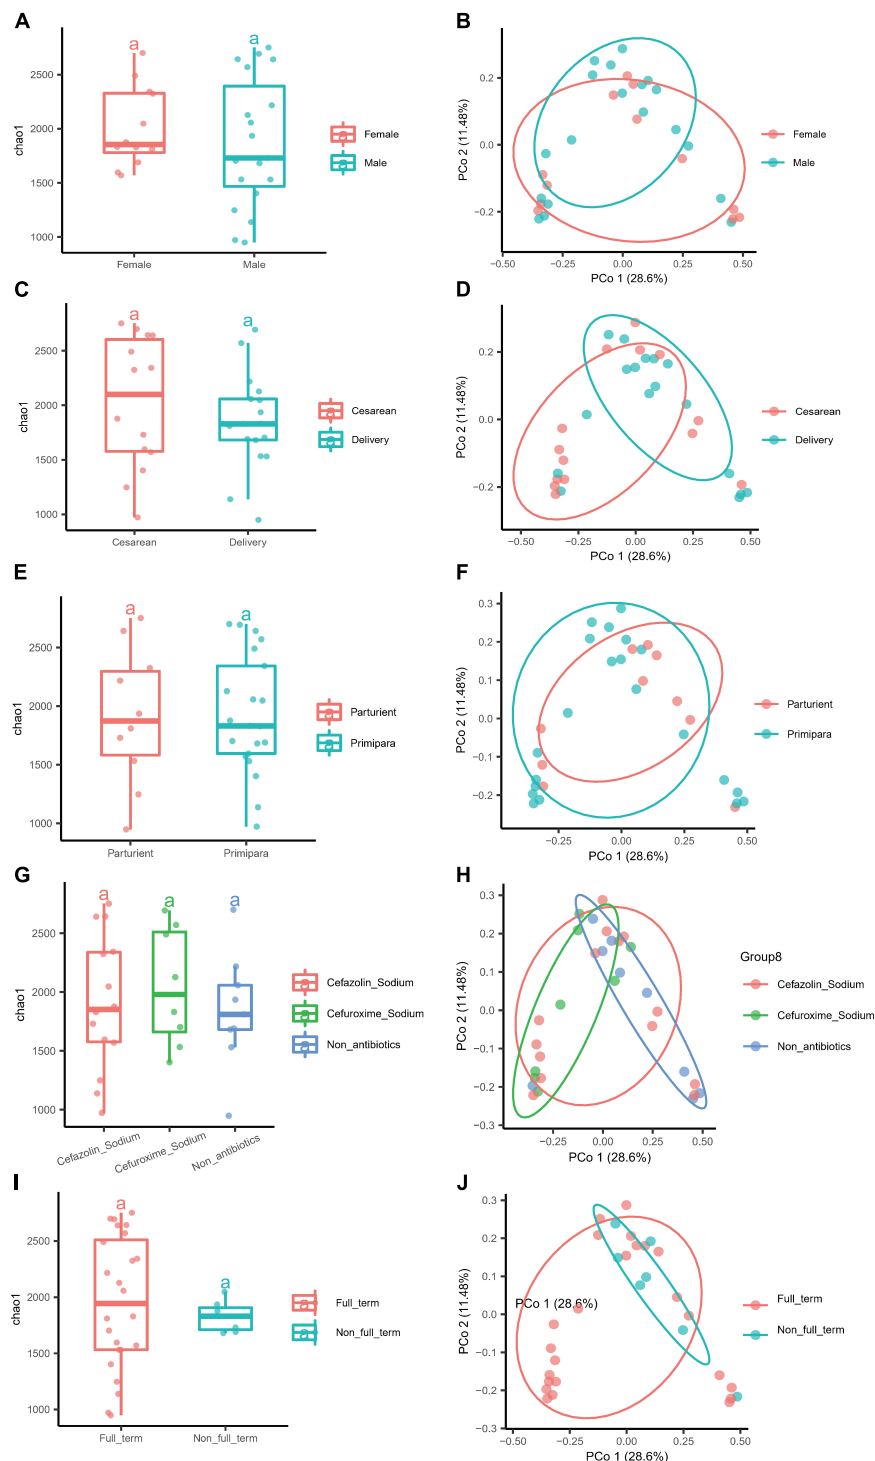 A
chao1
2500
2000
1500
1000
a
a
Female
Male
a Female
a Male
B
PCo 2 (11.48%)
0.2
0.0
−0.2
−0.50
−0.25
0.00
0.25
0.50
PCo 1 (28.6%)
Female
Male
C
chao1
2500
2000
1500
1000
a
a
Cesarean
Delivery
a Cesarean
a Delivery
D
PCo 2 (11.48%)
0.2
0.0
−0.2
−0.50
−0.25
0.00
0.25
0.50
PCo 1 (28.6%)
Cesarean
Delivery
E
chao1
2500
2000
1500
1000
a
a
Parturient
Primipara
a Parturient
a Primipara
F
PCo 2 (11.48%)
0.3
0.2
0.1
0.0
−0.1
−0.2
−0.25
0.00
0.25
0.50
PCo 1 (28.6%)
Parturient
Primipara
G
chao1
2500
2000
1500
1000
a
a
a
Cefazolin_Sodium
Cefuroxime_Sodium
Non_antibiotics
a Cefazolin_Sodium
a Cefuroxime_Sodium
a Non_antibiotics
H
PCo 2 (11.48%)
0.3
0.2
0.1
0.0
−0.1
−0.2
−0.3
−0.25
0.00
0.25
0.50
PCo 1 (28.6%)
Group8
Cefazolin_Sodium
Cefuroxime_Sodium
Non_antibiotics
I
chao1
2500
2000
1500
1000
a
a
Full_term
Non_full_term
a Full_term
a Non_full_term
J
PCo 2 (11.48%)
0.3
0.2
0.1
0.0
−0.1
−0.2
−0.3
PCo 1 (28.6%)
−0.50
−0.25
0.00
0.25
0.50
PCo 1 (28.6%)
Full_term
Non_full_term